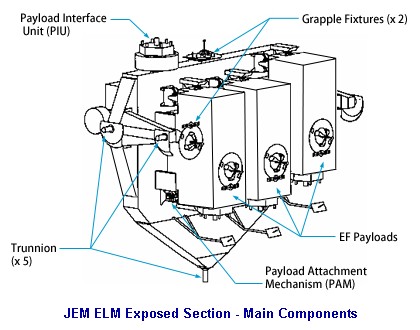 Payload Interface
Unit (PIU)
Grapple Fixtures (x 2)
EF Payloads
Trunnion
(x 5)
Payload Attachment
Mechanism (PAM)
JEM ELM Exposed Section - Main Components